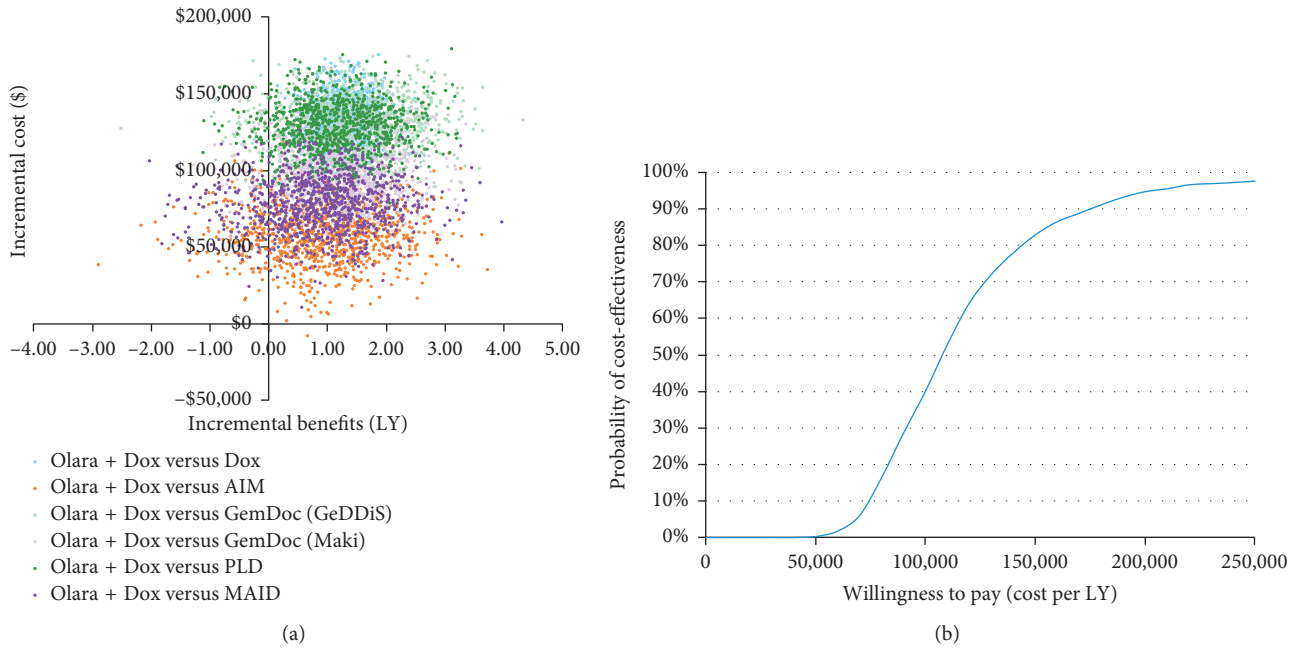 $200,000
$150,000
$100,000
$50,000
$0
–$50,000
Incremental cost ($)
–4.00 –3.00 –2.00 –1.00 0.00 1.00 2.00 3.00 4.00 5.00
Incremental benefits (LY)
Olara + Dox versus Dox
Olara + Dox versus AIM
Olara + Dox versus GemDoc (GeDDiS)
Olara + Dox versus GemDoc (Maki)
Olara + Dox versus PLD
Olara + Dox versus MAID
(a)
100%
90%
80%
70%
60%
50%
40%
30%
20%
10%
0%
Probability of cost-effectiveness
0 50,000 100,000 150,000 200,000 250,000
Willingness to pay (cost per LY)
(b)